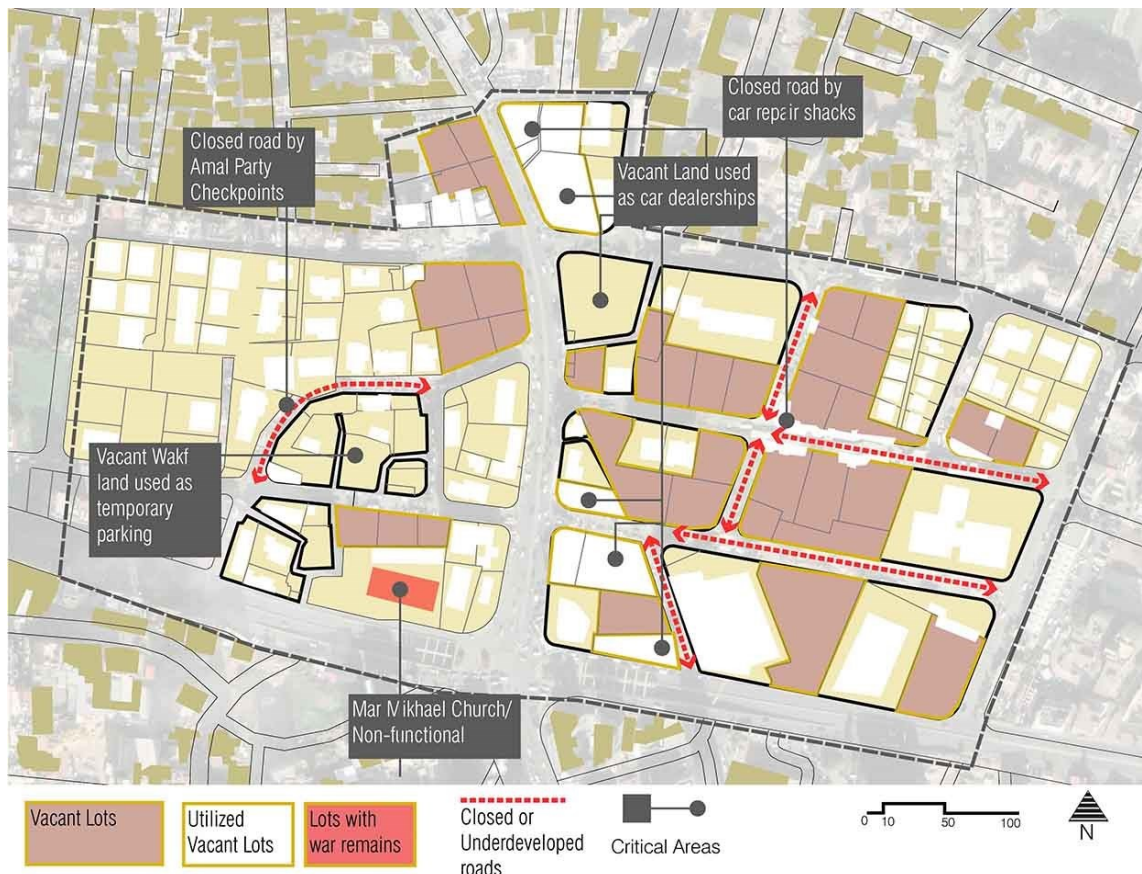 Closed road by
car repair shacks
Closed road by
Amal Party
Checkpoints
Vacant Land used
as car dealerships
Vacant Wakf
land used as
temporary
parking
Mar Mikhael Church/
Non-functional
Vacant Lots
Utilized
Vacant Lots
Lots with
war remains
Closed or
Underdeveloped
roads
Critical Areas
0 10 50 100
N